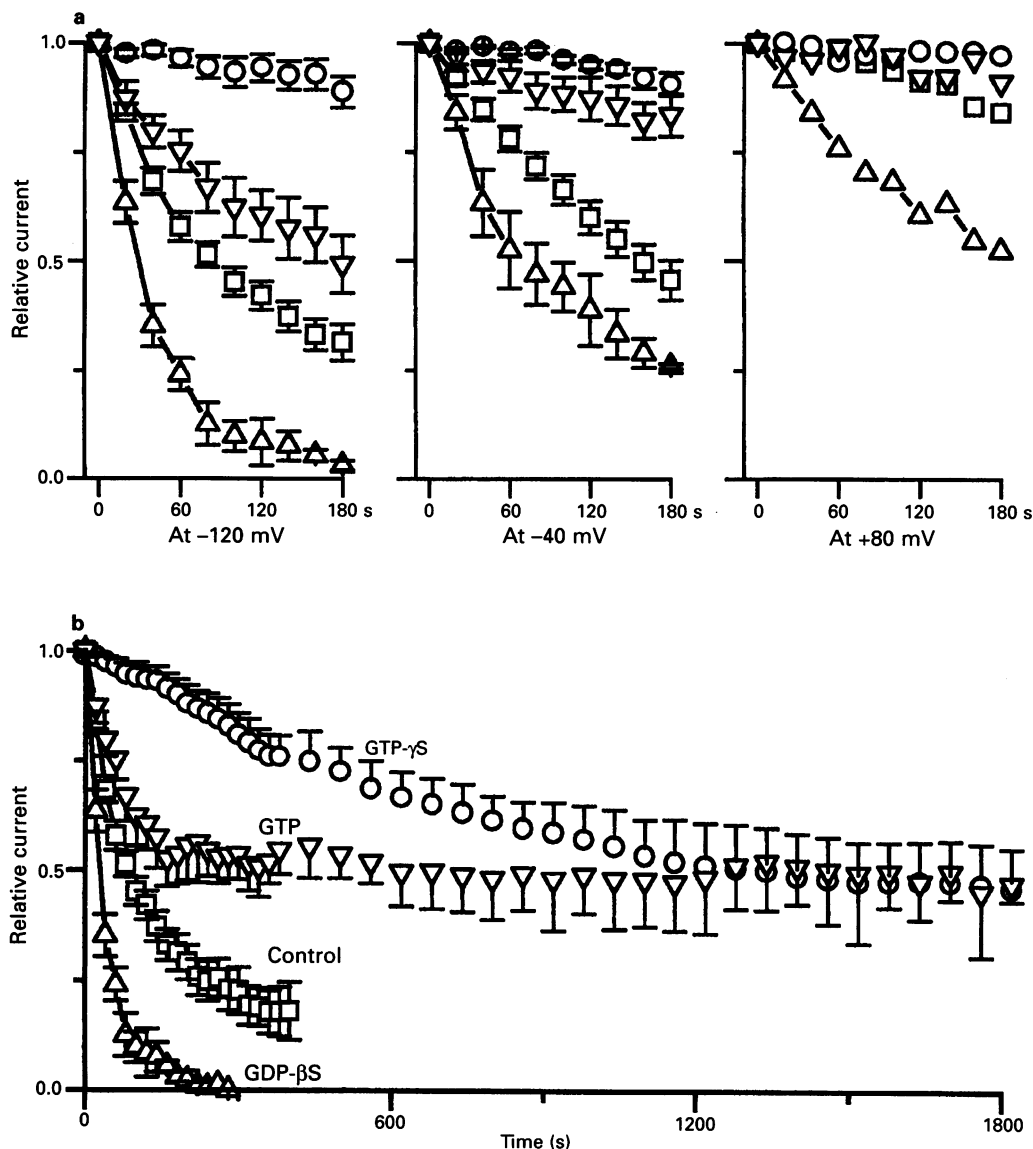 a
Relative current
1.0
0.5
0.0
0 60 120 180 s
At –120 mV
0 60 120 180 s
At –40 mV
0 60 120 180 s
At +80 mV
b
Relative current
1.0
0.5
0.0
GTP-γS
GTP
Control
GDP-βS
0 600 1200 1800
Time (s)